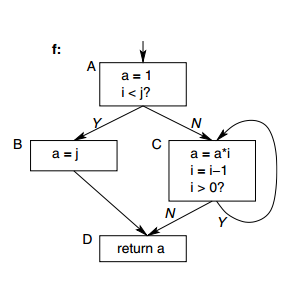 f:
A
a = 1
i < j?
Y
N
B
a = j
C
a = a*i
i = i–1
i > 0?
N
Y
D
return a